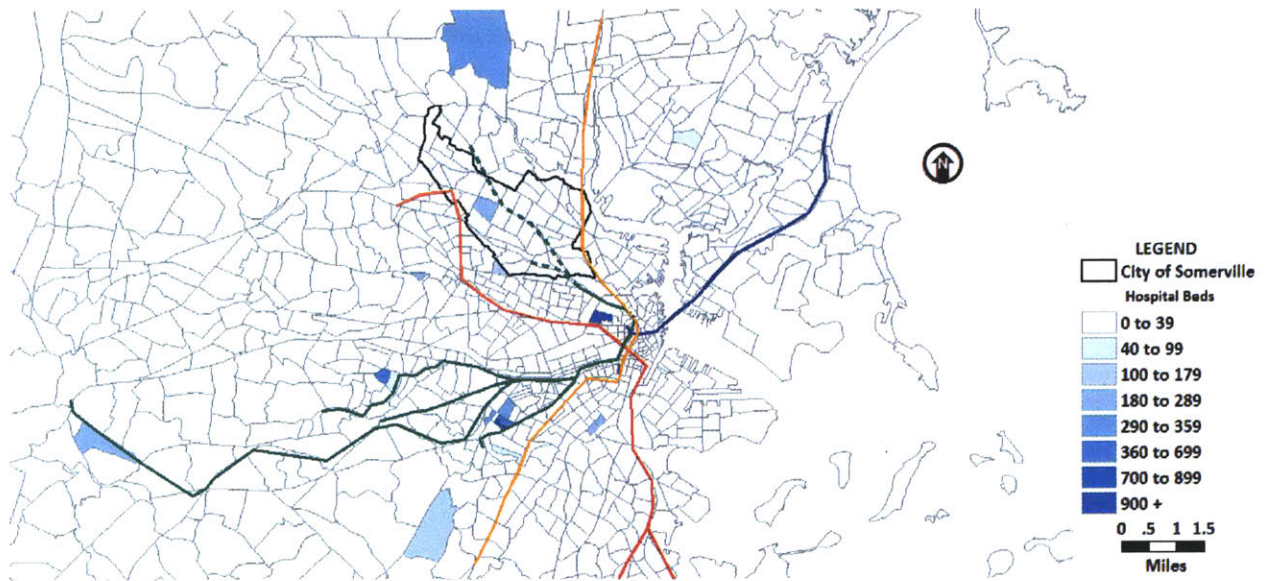 N
LEGEND
City of Somerville
Hospital Beds
0 to 39
40 to 99
100 to 179
180 to 289
290 to 359
360 to 699
700 to 899
900 +
0 .5 1 1.5
Miles